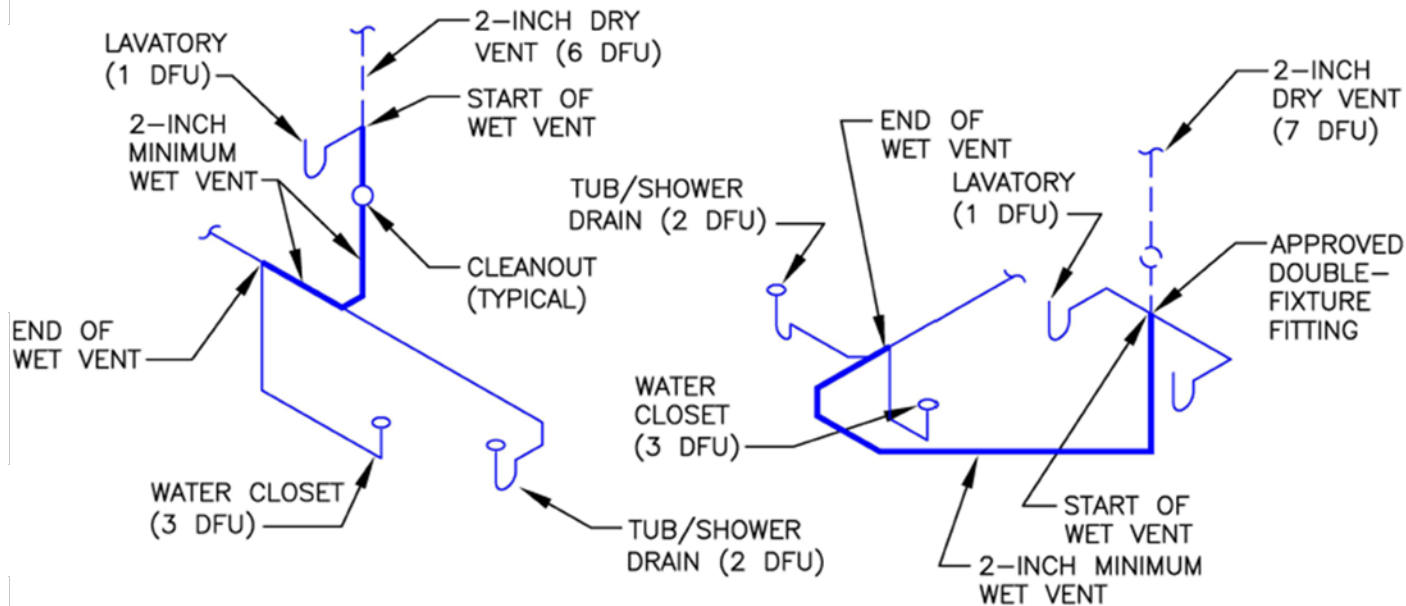 LAVATORY
(1 DFU)
2-INCH DRY
VENT (6 DFU)
START OF
WET VENT
2-INCH
MINIMUM
WET VENT
CLEANOUT
(TYPICAL)
END OF
WET VENT
WATER CLOSET
(3 DFU)
TUB/SHOWER
DRAIN (2 DFU)
2-INCH
DRY VENT
(7 DFU)
END OF
WET VENT
LAVATORY
(1 DFU)
TUB/SHOWER
DRAIN (2 DFU)
APPROVED
DOUBLE-
FIXTURE
FITTING
WATER
CLOSET
(3 DFU)
START OF
WET VENT
2-INCH MINIMUM
WET VENT